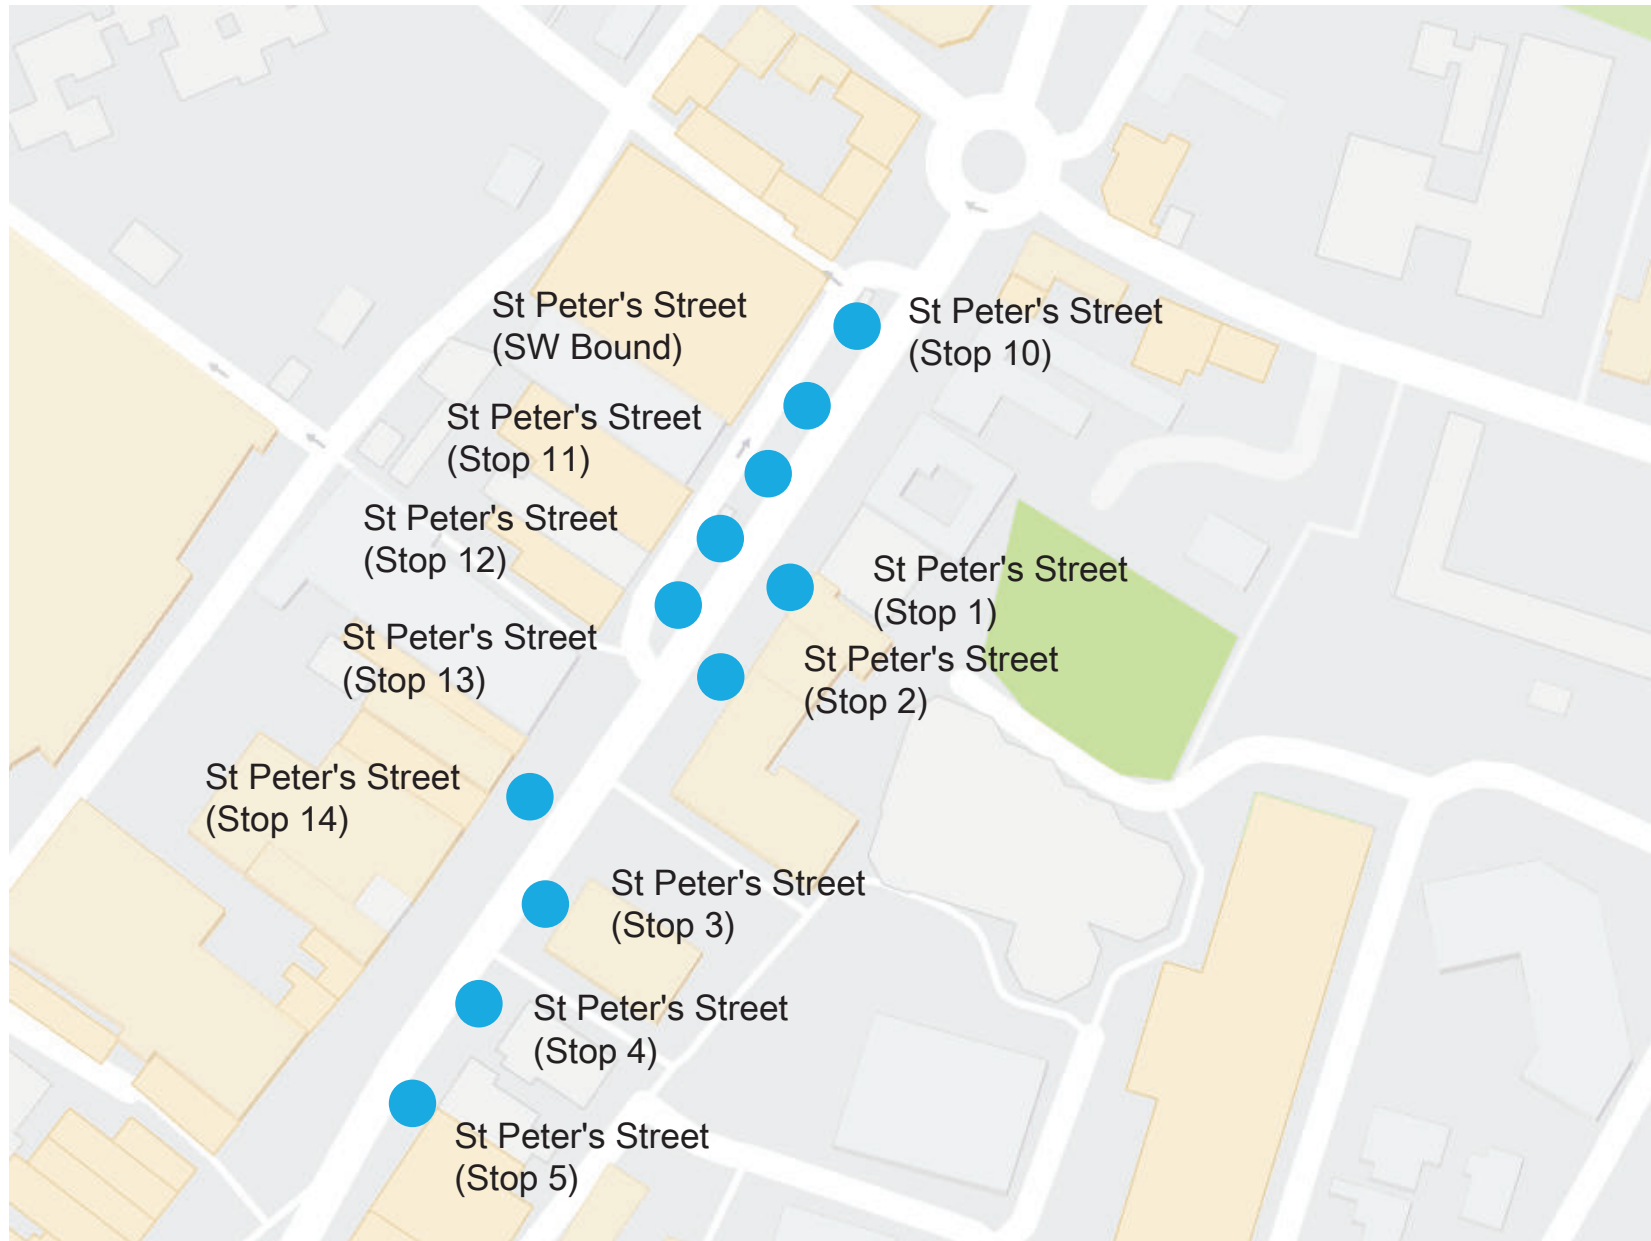 St Peter's Street
(SW Bound)
St Peter's Street
(Stop 10)
St Peter's Street
(Stop 11)
St Peter's Street
(Stop 12)
St Peter's Street
(Stop 1)
St Peter's Street
(Stop 13)
St Peter's Street
(Stop 2)
St Peter's Street
(Stop 14)
St Peter's Street
(Stop 3)
St Peter's Street
(Stop 4)
St Peter's Street
(Stop 5)